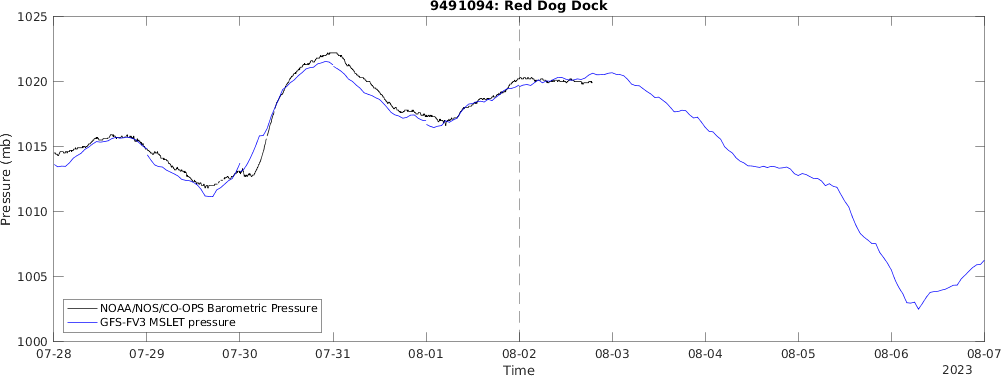 9491094: Red Dog Dock
1025
1020
1015
1010
1005
1000
Pressure (mb)
NOAA/NOS/CO-OPS Barometric Pressure
GFS-FV3 MSLET pressure
07-28 07-29 07-30 07-31 08-01 08-02 08-03 08-04 08-05 08-06 08-07
Time
2023